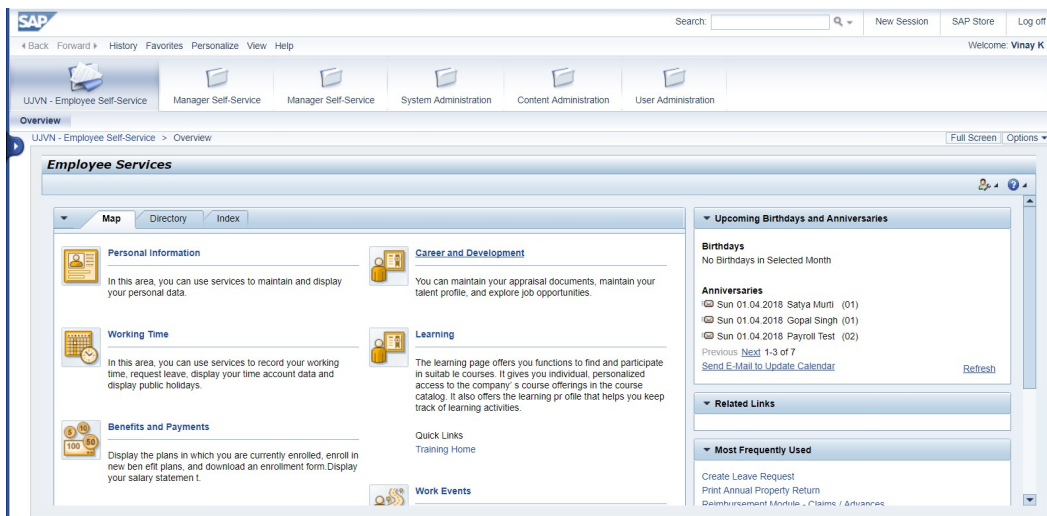 SAP
Search:
New Session
SAP Store
Log off
Back Forward History Favorites Personalize View Help
Welcome: Vinay K
UJVN - Employee Self-Service
Manager Self-Service
Manager Self-Service
System Administration
Content Administration
User Administration
Overview
UJVN - Employee Self-Service > Overview
Full Screen
Options
Employee Services
Map
Directory
Index
Personal Information
In this area, you can use services to maintain and display
your personal data.
Working Time
In this area, you can use services to record your working
time, request leave, display your time account data and
display public holidays.
Benefits and Payments
100 50 10 5
Display the plans in which you are currently enrolled, enroll in
new ben efit plans, and download an enrollment form.Display
your salary statemen t.
Career and Development
You can maintain your appraisal documents, maintain your
talent profile, and explore job opportunities.
Learning
The learning page offers you functions to find and participate
in suitab le courses. It gives you individual, personalized
access to the company' s course offerings in the course
catalog. It also offers the learning pr ofile that helps you keep
track of learning activities.
Quick Links
Training Home
Work Events
Upcoming Birthdays and Anniversaries
Birthdays
No Birthdays in Selected Month
Anniversaries
Sun 01.04.2018 Satya Murti (01)
Sun 01.04.2018 Gopal Singh (01)
Sun 01.04.2018 Payroll Test (02)
Previous Next 1-3 of 7
Send E-Mail to Update Calendar
Refresh
Related Links
Most Frequently Used
Create Leave Request
Print Annual Property Return
Reimbursement Module - Claims / Advances